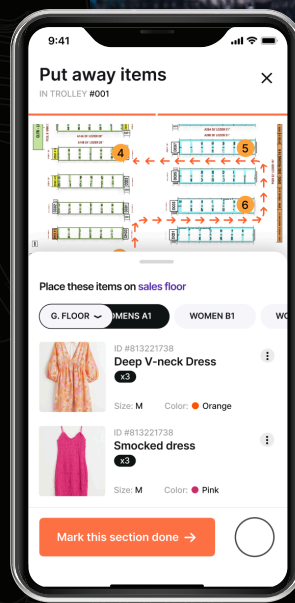 9:41
Put away items
IN TROLLEY #001
4
5
6
Place these items on sales floor
G. FLOOR
OMENS A1
WOMEN B1
WO
ID #813221738
Deep V-neck Dress
x3
Size: M
Color: Orange
ID #813221738
Smocked dress
x3
Size: M
Color: Pink
Mark this section done →